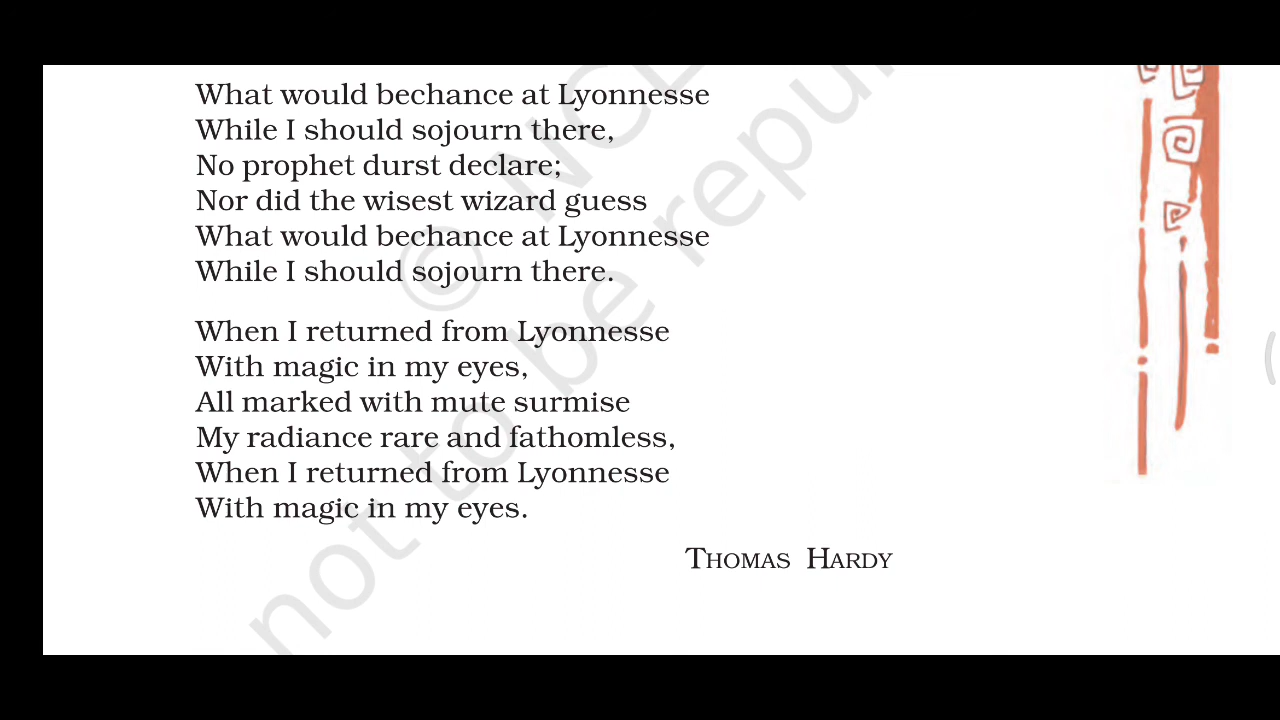 What would bechance at Lyonnesse
While I should sojourn there,
No prophet durst declare;
Nor did the wisest wizard guess
What would bechance at Lyonnesse
While I should sojourn there.
When I returned from Lyonnesse
With magic in my eyes,
All marked with mute surmise
My radiance rare and fathomless,
When I returned from Lyonnesse
With magic in my eyes.
THOMAS HARDY
©
not to be